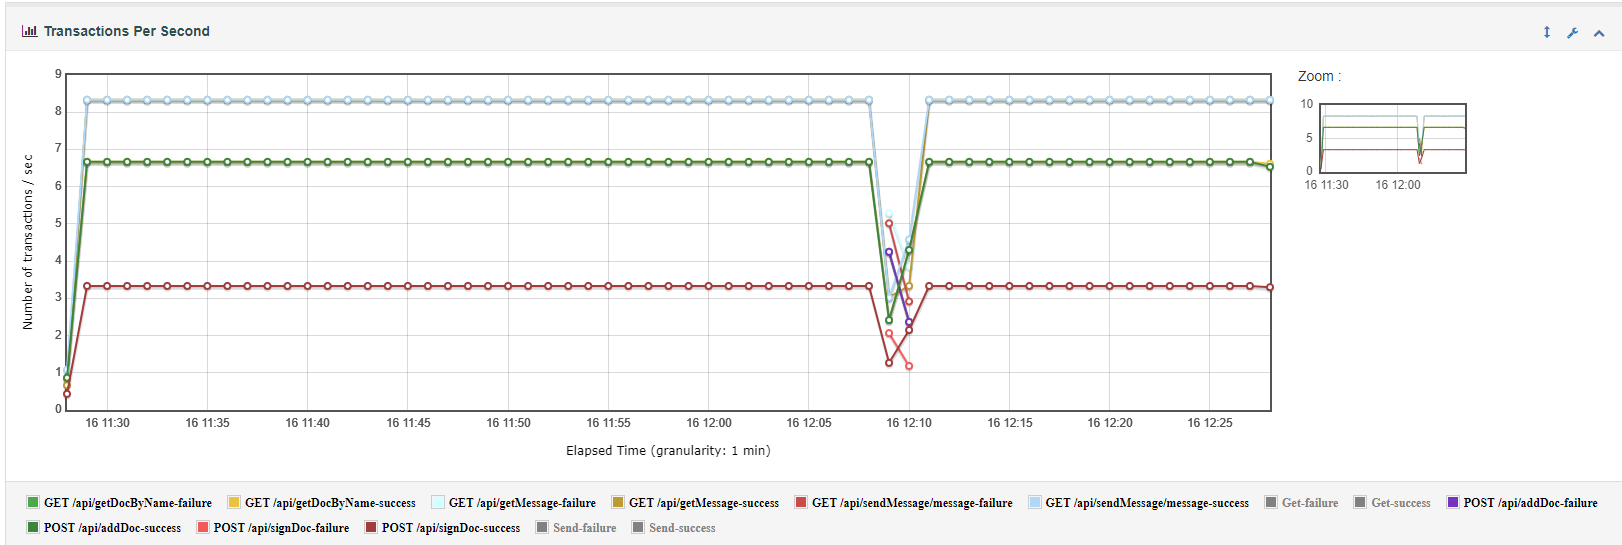 Transactions Per Second
Zoom :
9
8
7
6
5
4
3
2
1
0
Number of transactions / sec
16 11:30 16 11:35 16 11:40 16 11:45 16 11:50 16 11:55 16 12:00 16 12:05 16 12:10 16 12:15 16 12:20 16 12:25
Elapsed Time (granularity: 1 min)
10
5
0
16 11:30 16 12:00
GET /api/getDocByName-failure GET /api/getDocByName-success GET /api/getMessage-failure GET /api/getMessage-success GET /api/sendMessage/message-failure GET /api/sendMessage/message-success Get-failure Get-success POST /api/addDoc-failure
POST /api/addDoc-success POST /api/signDoc-failure POST /api/signDoc-success Send-failure Send-success